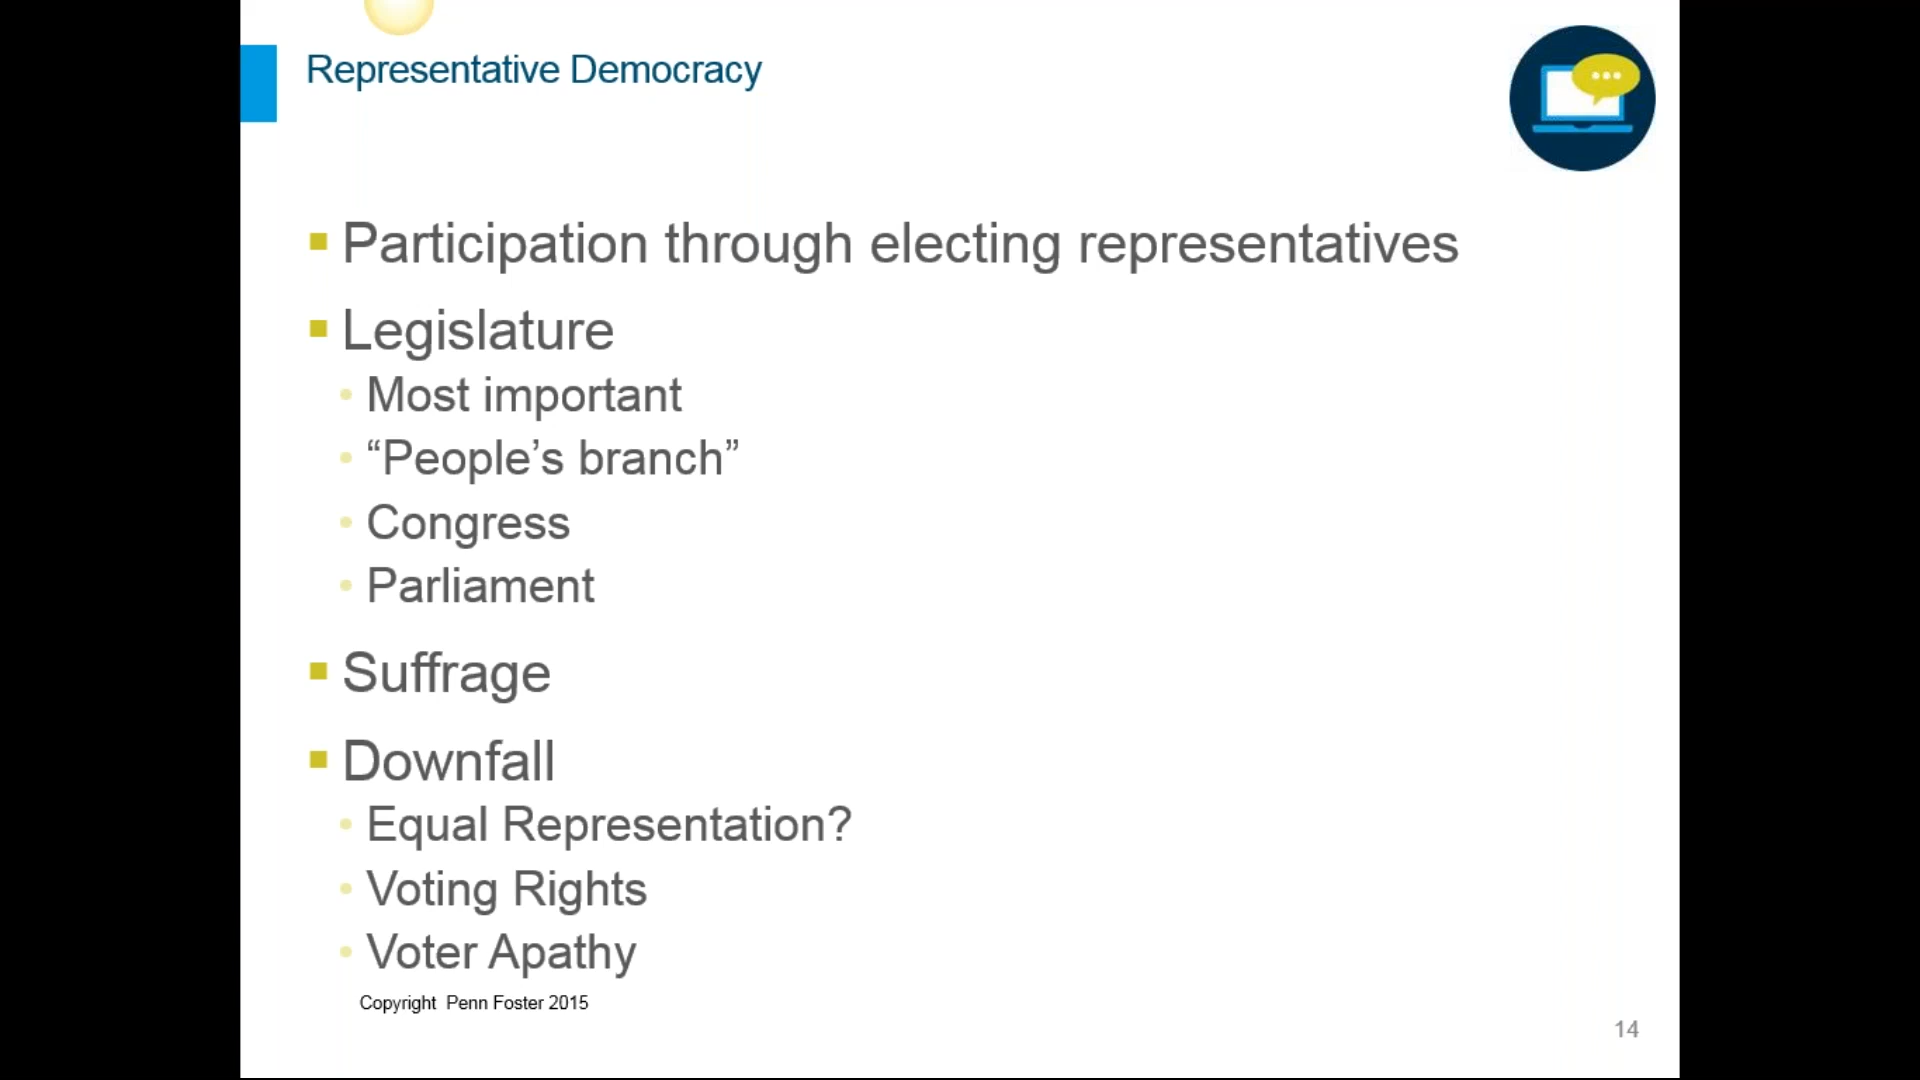 Representative Democracy
Participation through electing representatives
Legislature
Most important
“People’s branch”
Congress
Parliament
Suffrage
Downfall
Equal Representation?
Voting Rights
Voter Apathy
Copyright Penn Foster 2015
14